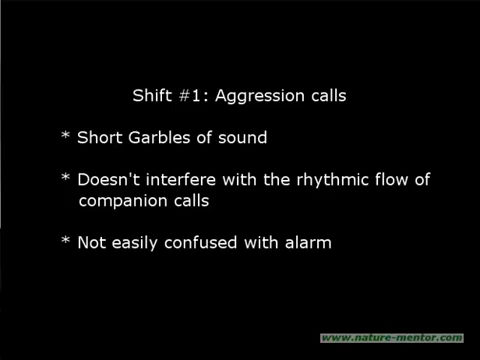 Shift #1: Aggression calls
* Short Garbles of sound
* Doesn't interfere with the rhythmic flow of
companion calls
* Not easily confused with alarm
www.nature-mentor.com